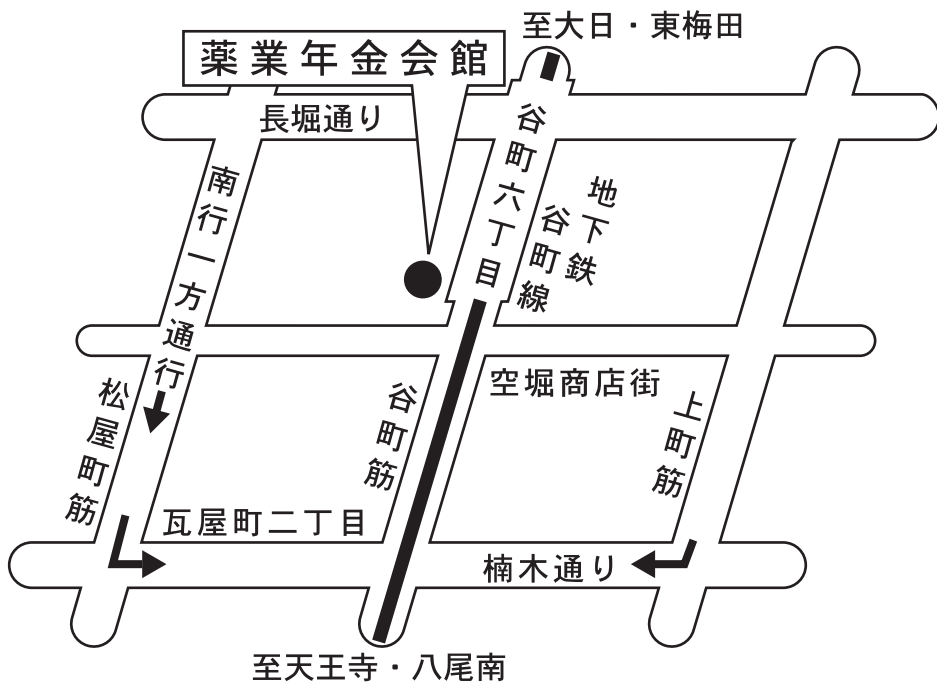 至大日・東梅田
薬業年金会館
長堀通り
谷町六丁目
地下鉄
谷町線
南行一方通行
空堀商店街
松屋町筋
谷町筋
上町筋
瓦屋町二丁目
楠木通り
至天王寺・八尾南